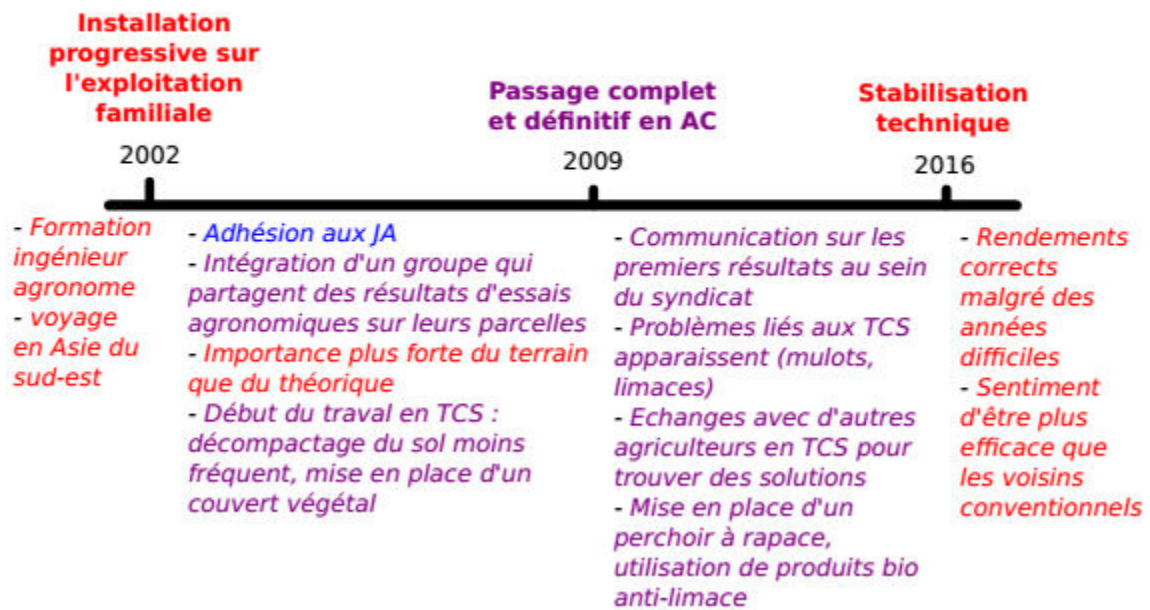 Installation
progressive sur
l'exploitation
familiale
Passage complet
et définitif en AC
Stabilisation
technique
2002
2009
2016
- Formation
ingénieur
agronome
- voyage
en Asie du
sud-est
- Adhésion aux JA
- Intégration d'un groupe qui
partagent des résultats d'essais
agronomiques sur leurs parcelles
- Importance plus forte du terrain
que du théorique
- Début du traval en TCS :
décompactage du sol moins
fréquent, mise en place d'un
couvert végétal
- Communication sur les
premiers résultats au sein
du syndicat
- Problèmes liés aux TCS
apparaissent (mulots,
limaces)
- Echanges avec d'autres
agriculteurs en TCS pour
trouver des solutions
- Mise en place d'un
perchoir à rapace,
utilisation de produits bio
anti-limace
- Rendements
corrects
malgré des
années
difficiles
- Sentiment
d'être plus
efficace que
les voisins
conventionnels